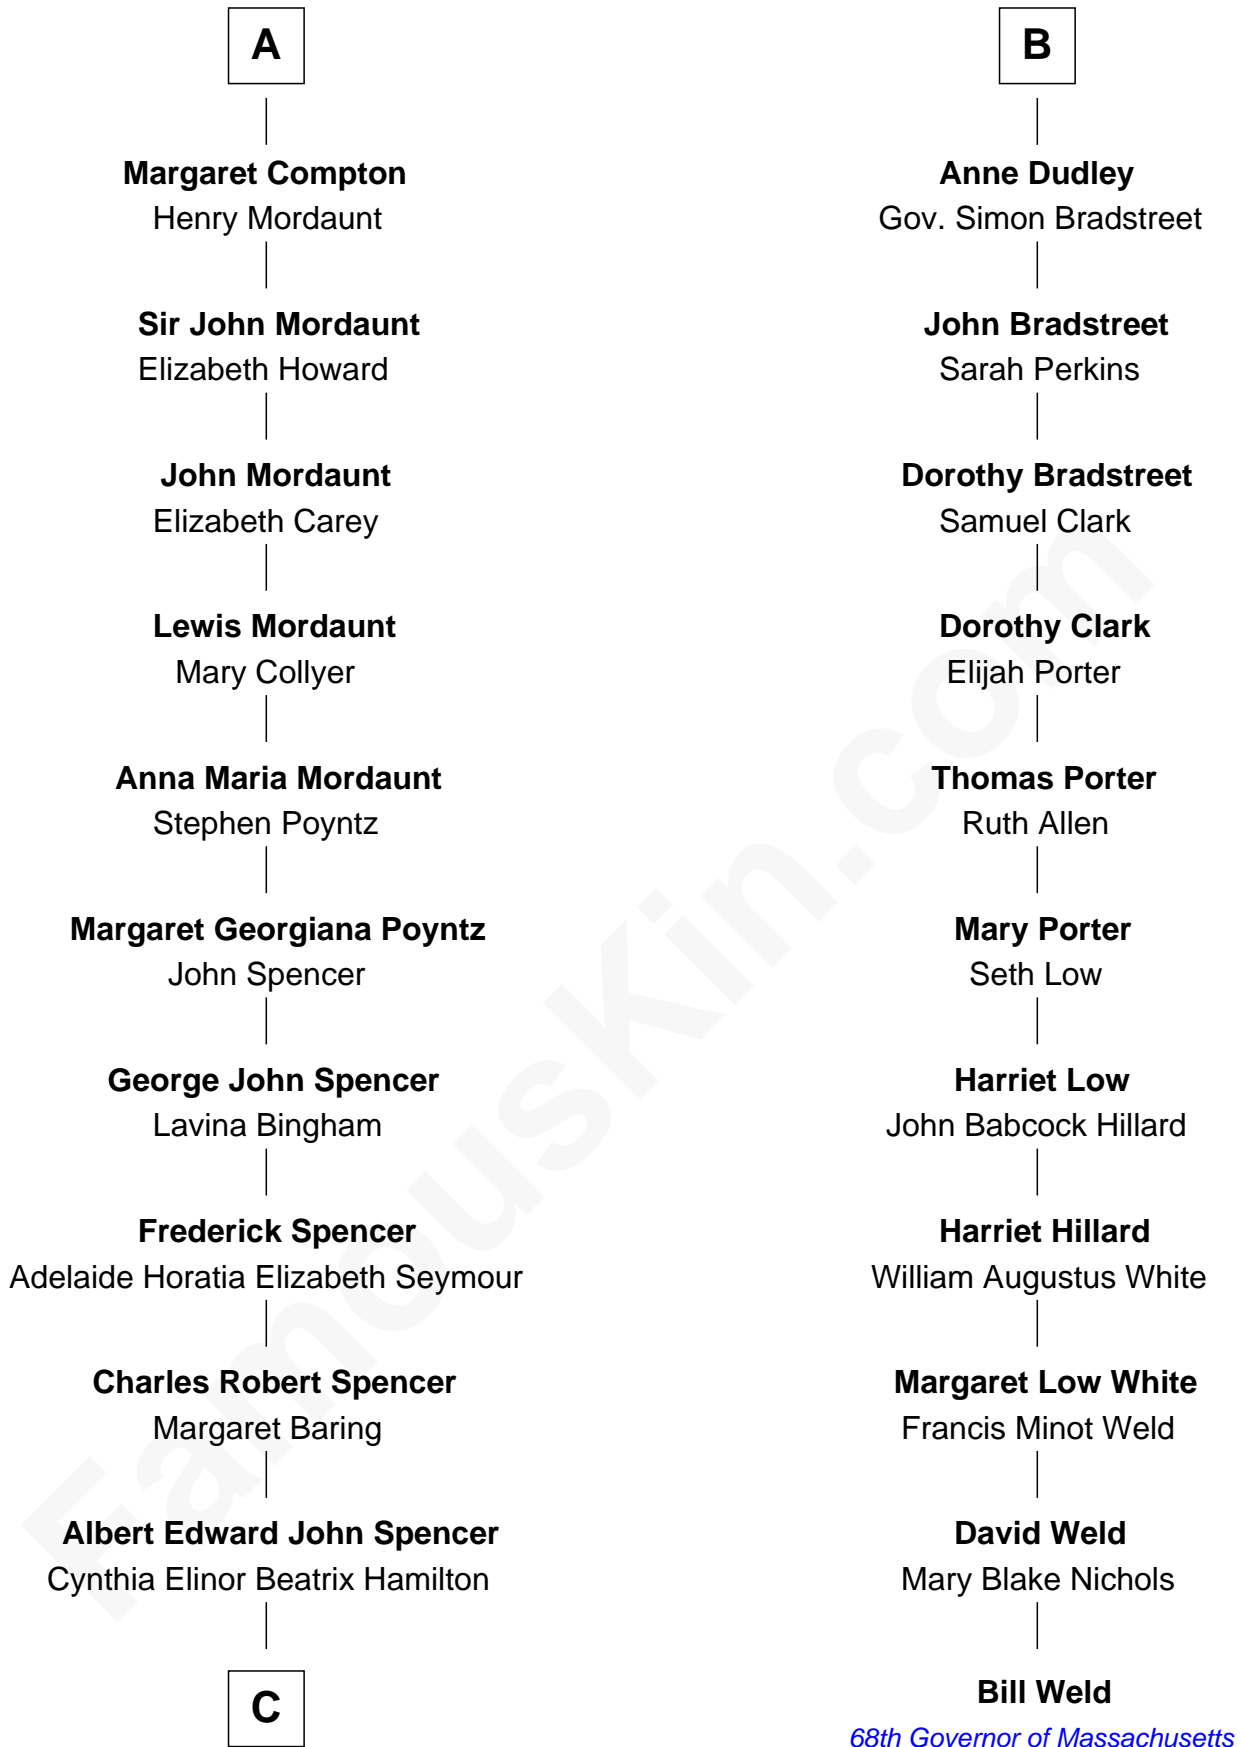 A
Margaret Compton
Henry Mordaunt
Sir John Mordaunt
Elizabeth Howard
John Mordaunt
Elizabeth Carey
Lewis Mordaunt
Mary Collyer
Anna Maria Mordaunt
Stephen Poyntz
Margaret Georgiana Poyntz
John Spencer
George John Spencer
Lavina Bingham
Frederick Spencer
Adelaide Horatia Elizabeth Seymour
Charles Robert Spencer
Margaret Baring
Albert Edward John Spencer
Cynthia Elinor Beatrix Hamilton
C
B
Anne Dudley
Gov. Simon Bradstreet
John Bradstreet
Sarah Perkins
Dorothy Bradstreet
Samuel Clark
Dorothy Clark
Elijah Porter
Thomas Porter
Ruth Allen
Mary Porter
Seth Low
Harriet Low
John Babcock Hillard
Harriet Hillard
William Augustus White
Margaret Low White
Francis Minot Weld
David Weld
Mary Blake Nichols
Bill Weld
68th Governor of Massachusetts
FamousKin.com